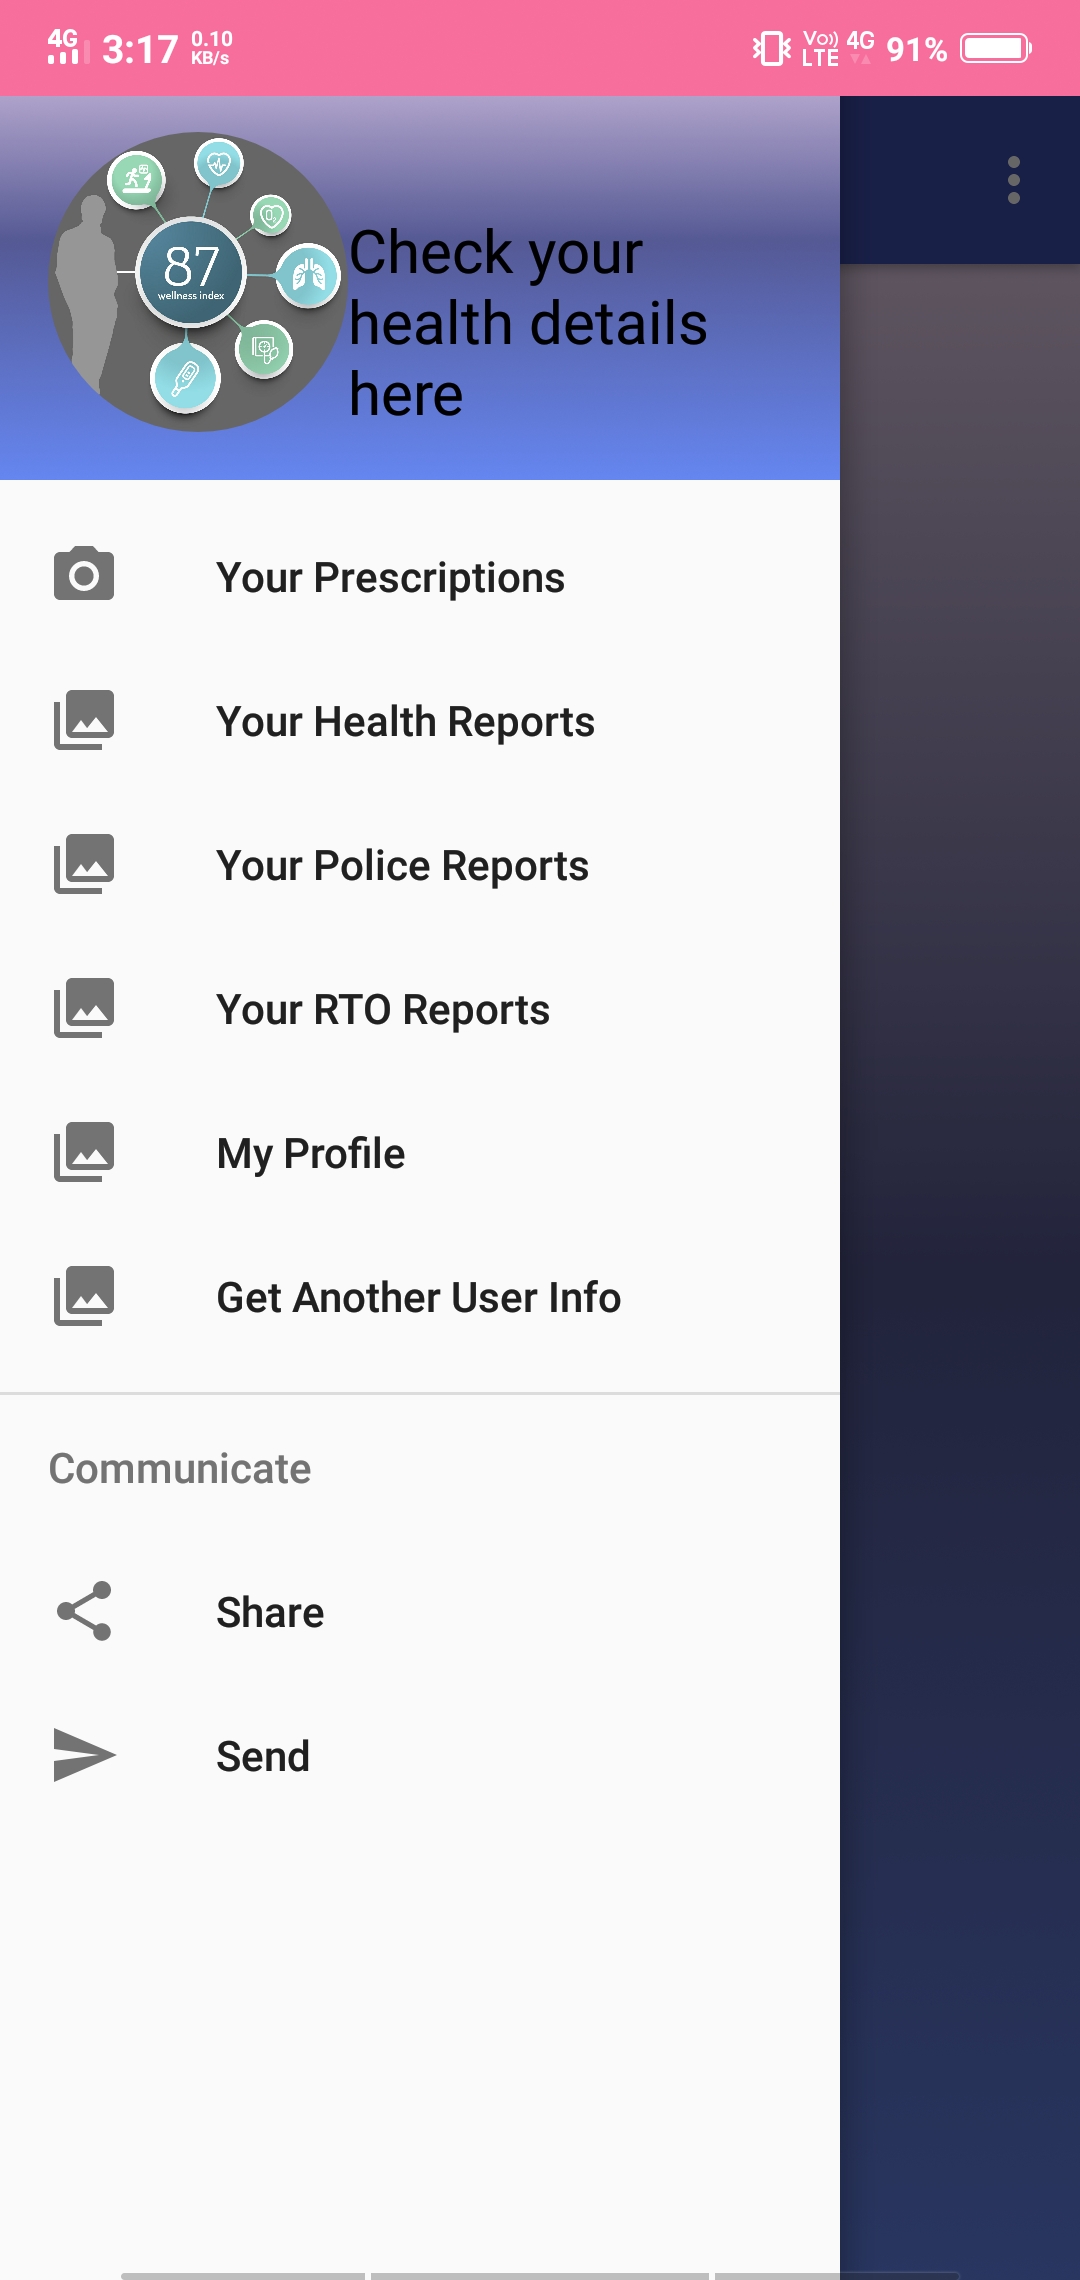 4G 3:17 0.10 KB/s Vo)) LTE 4G 91%
87
wellness index
Check your
health details
here
Your Prescriptions
Your Health Reports
Your Police Reports
Your RTO Reports
My Profile
Get Another User Info
Communicate
Share
Send